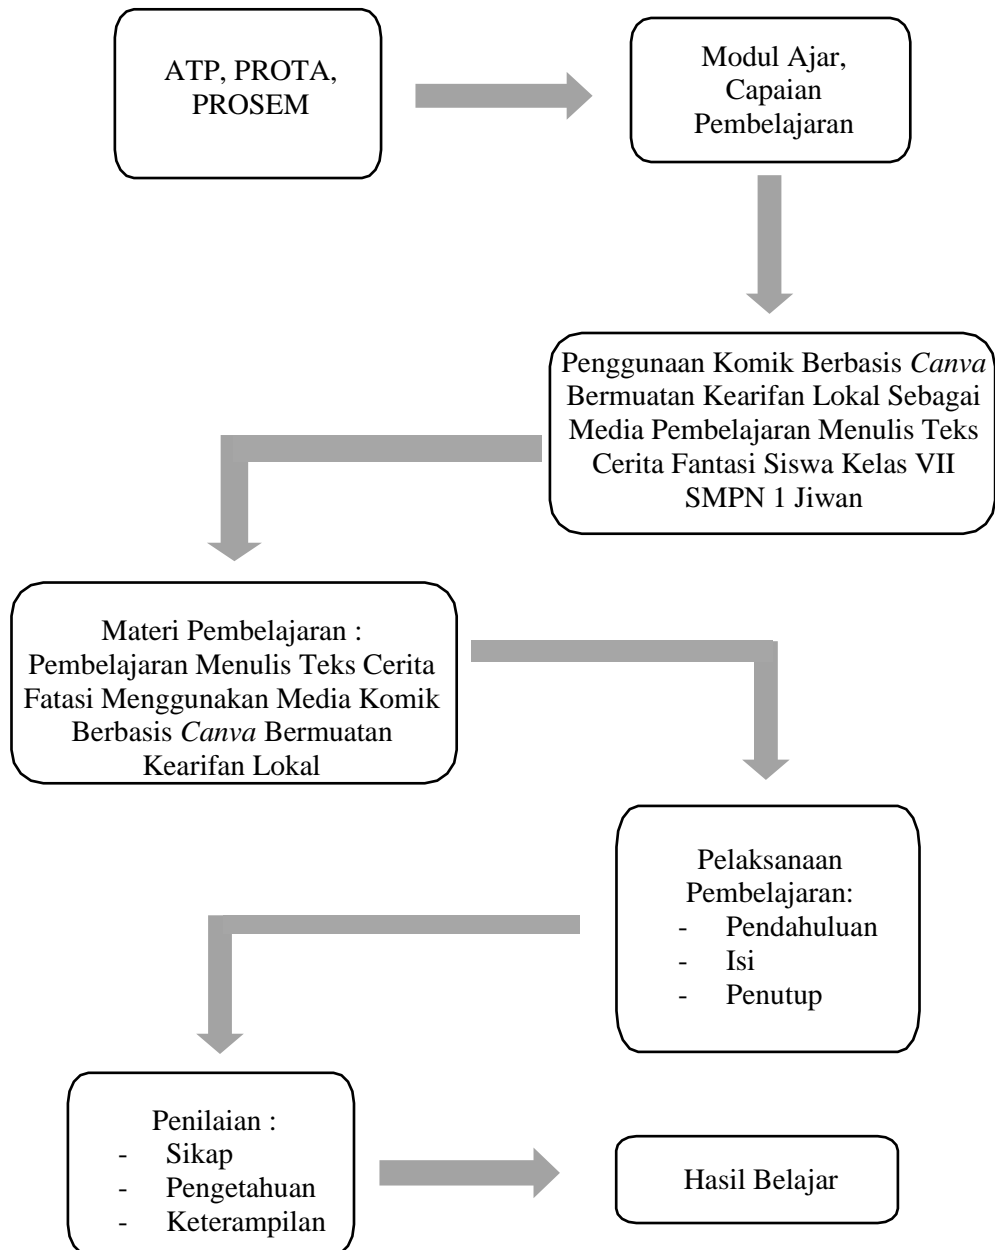 ATP, PROTA,
PROSEM
Modul Ajar,
Capaian
Pembelajaran
Penggunaan Komik Berbasis Canva
Bermuatan Kearifan Lokal Sebagai
Media Pembelajaran Menulis Teks
Cerita Fantasi Siswa Kelas VII
SMPN 1 Jiwan
Materi Pembelajaran :
Pembelajaran Menulis Teks Cerita
Fatasi Menggunakan Media Komik
Berbasis Canva Bermuatan
Kearifan Lokal
Pelaksanaan
Pembelajaran:
- Pendahuluan
- Isi
- Penutup
Penilaian :
- Sikap
- Pengetahuan
- Keterampilan
Hasil Belajar